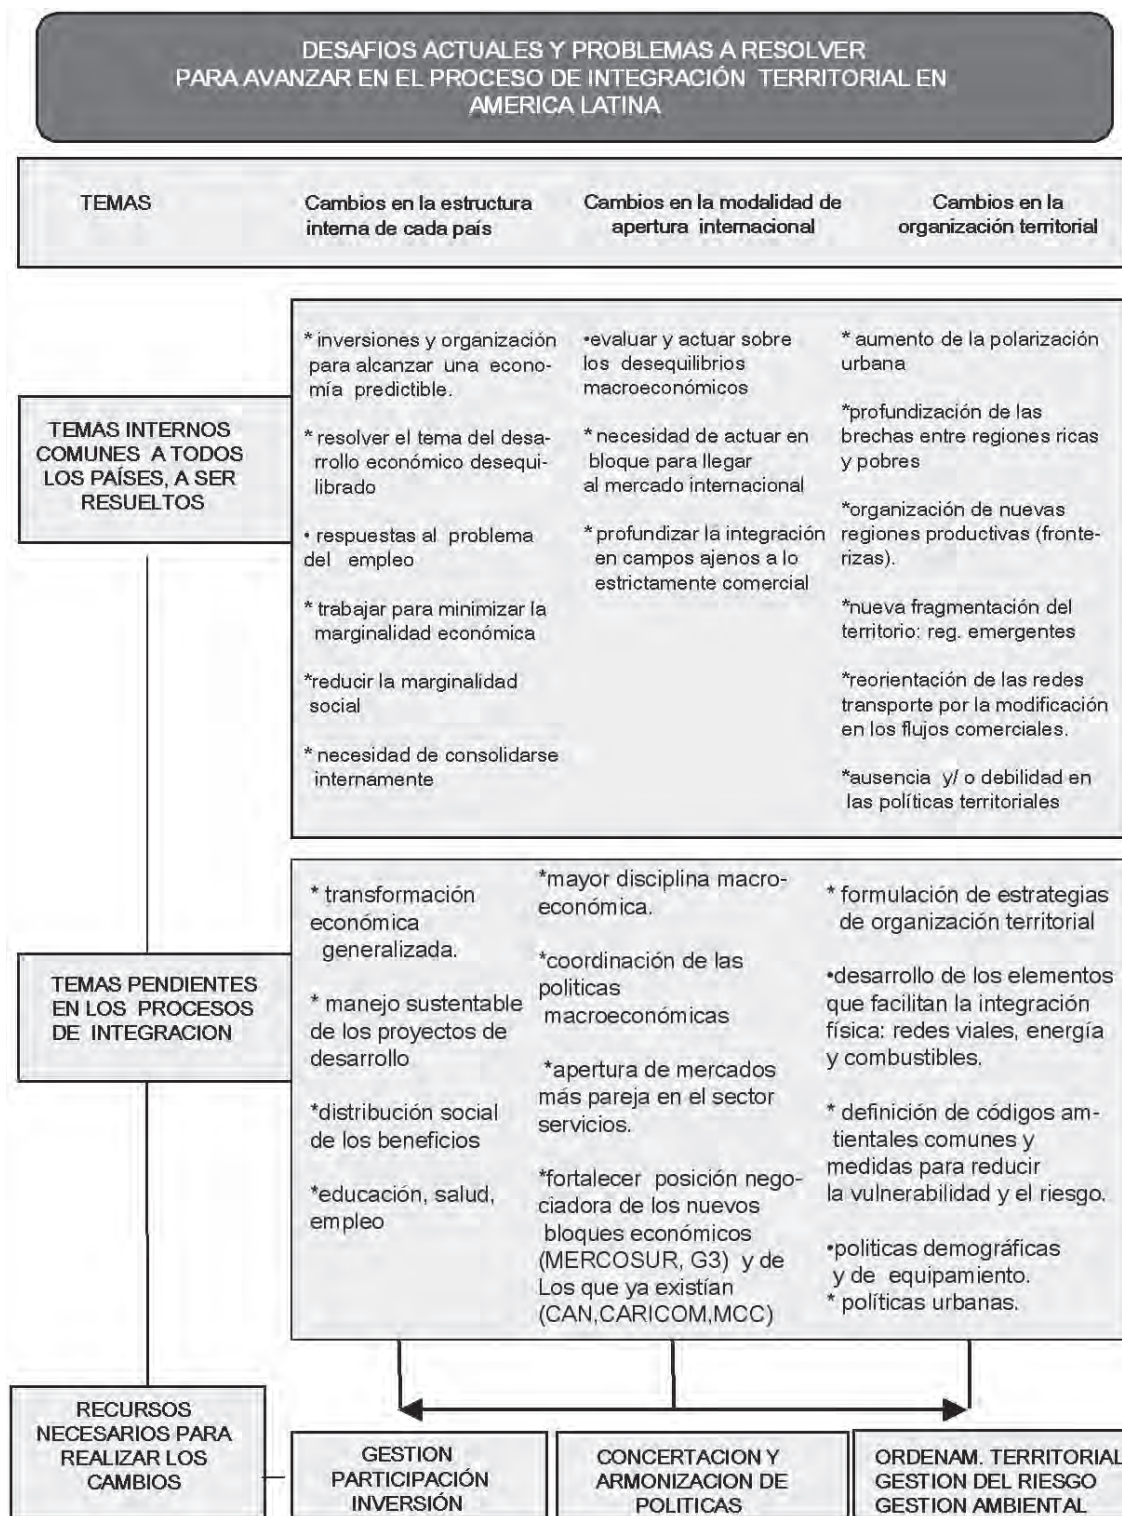 DESAFIOS ACTUALES Y PROBLEMAS A RESOLVER
PARA AVANZAR EN EL PROCESO DE INTEGRACIÓN TERRITORIAL EN
AMERICA LATINA
TEMAS
Cambios en la estructura
interna de cada país
Cambios en la modalidad de
apertura internacional
Cambios en la
organización territorial
TEMAS INTERNOS
COMUNES A TODOS
LOS PAÍSES, A SER
RESUELTOS
* inversiones y organización
para alcanzar una econo-
mía predictible.
* resolver el tema del desa-
rrollo económico desequi-
librado
• respuestas al problema
del empleo
* trabajar para minimizar la
marginalidad económica
*reducir la marginalidad
social
* necesidad de consolidarse
internamente
•evaluar y actuar sobre
los desequilibrios
macroeconómicos
* necesidad de actuar en
bloque para llegar
al mercado internacional
* profundizar la integración
en campos ajenos a lo
estrictamente comercial
* aumento de la polarización
urbana
*profundización de las
brechas entre regiones ricas
y pobres
*organización de nuevas
regiones productivas (fronte-
rizas).
*nueva fragmentación del
territorio: reg. emergentes
*reorientación de las redes
transporte por la modificación
en los flujos comerciales.
*ausencia y/ o debilidad en
las políticas territoriales
TEMAS PENDIENTES
EN LOS PROCESOS
DE INTEGRACION
* transformación
económica
generalizada.
* manejo sustentable
de los proyectos de
desarrollo
*distribución social
de los beneficios
*educación, salud,
empleo
*mayor disciplina macro-
económica.
*coordinación de las
politicas
macroeconómicas
*apertura de mercados
más pareja en el sector
servicios.
*fortalecer posición nego-
ciadora de los nuevos
bloques económicos
(MERCOSUR, G3) y de
Los que ya existían
(CAN,CARICOM,MCC)
* formulación de estrategias
de organización territorial
•desarrollo de los elementos
que facilitan la integración
física: redes viales, energía
y combustibles.
* definición de códigos am-
tientales comunes y
medidas para reducir
la vulnerabilidad y el riesgo.
•politicas demográficas
y de equipamiento.
* políticas urbanas.
RECURSOS
NECESARIOS PARA
REALIZAR LOS
CAMBIOS
GESTION
PARTICIPACIÓN
INVERSIÓN
CONCERTACION Y
ARMONIZACION DE
POLITICAS
ORDENAM. TERRITORIAL
GESTION DEL RIESGO
GESTION AMBIENTAL